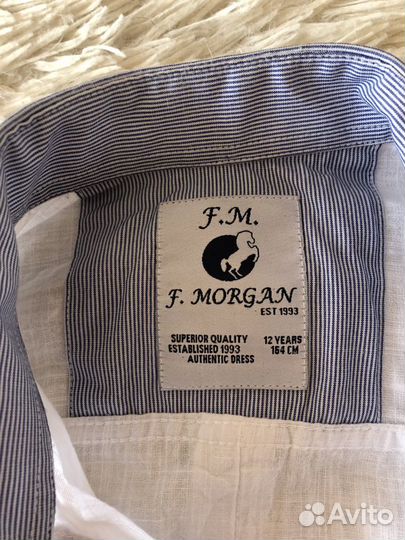 F.M.
F. MORGAN
EST 1993
SUPERIOR QUALITY 12 YEARS
ESTABLISHED 1993 164 CM
AUTHENTIC DRESS
Avito